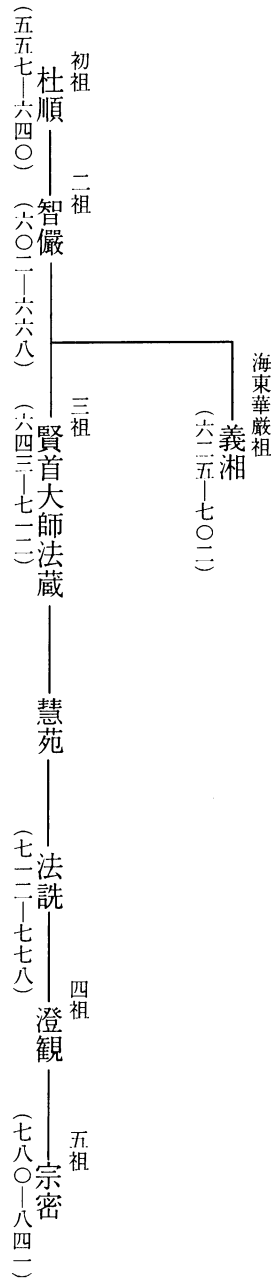 初祖
杜順
(五五七―六四〇)
二祖
智儼
(六〇二―六六八)
海東華厳祖
義湘
(六二五―七〇二)
三祖
賢首大師法蔵
(六四三―七一二)
慧苑
法詵
(七一二―七七八)
四祖
澄観
五祖
宗密
(七八〇―八四一)